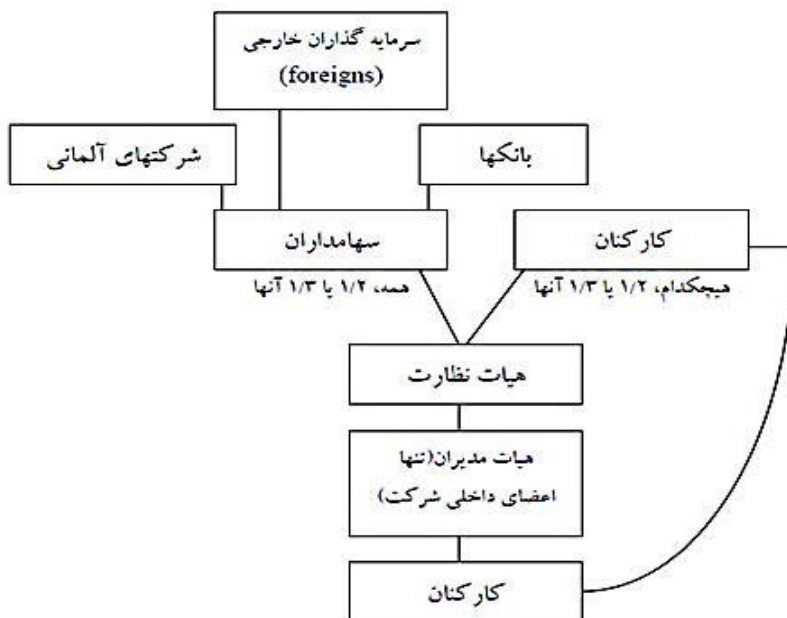 سرمایه گذاران خارجی
(foreigns)
شرکتهای آلمانی
بانکها
سهامداران
کارکنان
همه، ۱/۲ یا ۱/۳ آنها
هیچکدام، ۱/۲ یا ۱/۳ آنها
هیات نظارت
هیات مدیران(تنها
اعضای داخلی شرکت)
کارکنان